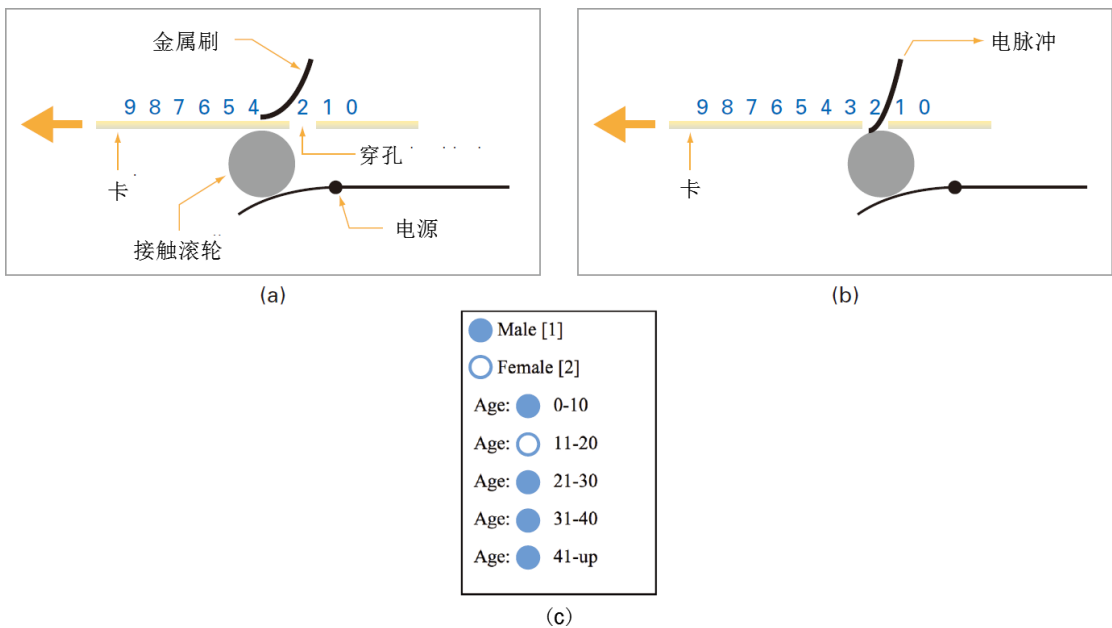 金属刷
9 8 7 6 5 4 2 1 0
穿孔
卡
电源
接触滚轮
(a)
电脉冲
9 8 7 6 5 4 3 2 1 0
卡
(b)
Male [1]
Female [2]
Age: 0-10
Age: 11-20
Age: 21-30
Age: 31-40
Age: 41-up
(c)